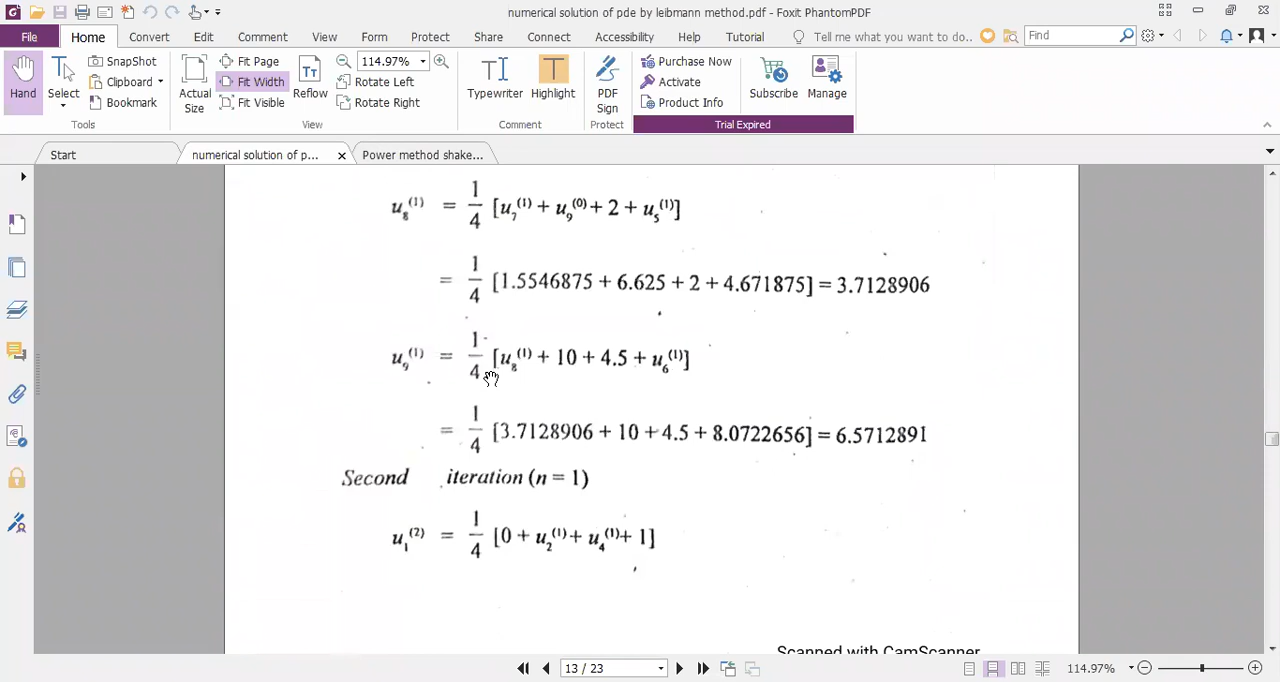 numerical solution of pde by leibmann method.pdf - Foxit PhantomPDF
File Home Convert Edit Comment View Form Protect Share Connect Accessibility Help Tutorial Tell me what you want to do.. Find
Hand Select SnapShot Clipboard Bookmark
Tools
Actual Size Fit Page Fit Width Fit Visible Reflow 114.97% Rotate Left Rotate Right
View
Typewriter Highlight
Comment
PDF Sign
Protect
Purchase Now Activate Product Info Subscribe Manage
Trial Expired
Start numerical solution of p... Power method shake...
u₈⁽¹⁾ = 1/4 [u₇⁽¹⁾ + u₉⁽⁰⁾ + 2 + u₅⁽¹⁾]
= 1/4 [1.5546875 + 6.625 + 2 + 4.671875] = 3.7128906
u₉⁽¹⁾ = 1/4 [u₈⁽¹⁾ + 10 + 4.5 + u₆⁽¹⁾]
= 1/4 [3.7128906 + 10 + 4.5 + 8.0722656] = 6.5712891
Second iteration (n = 1)
u₁⁽²⁾ = 1/4 [0 + u₂⁽¹⁾ + u₄⁽¹⁾ + 1]
Scanned with CamScanner
13 / 23 114.97%